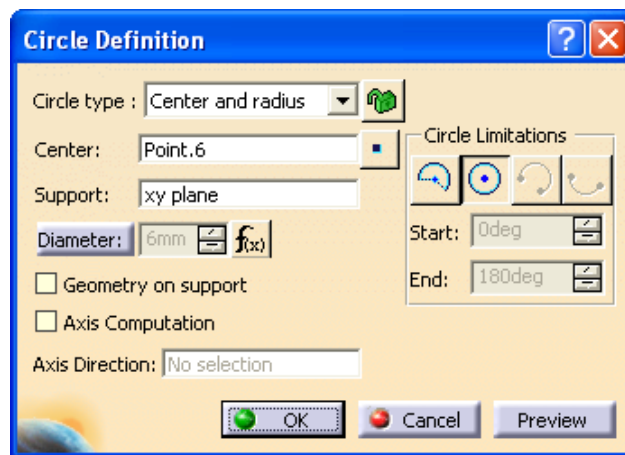 Circle Definition
?
Circle type : Center and radius
Center: Point.6
Support: xy plane
Diameter: 6mm f(x)
Geometry on support
Axis Computation
Axis Direction: No selection
Circle Limitations
Start: 0deg
End: 180deg
OK Cancel Preview